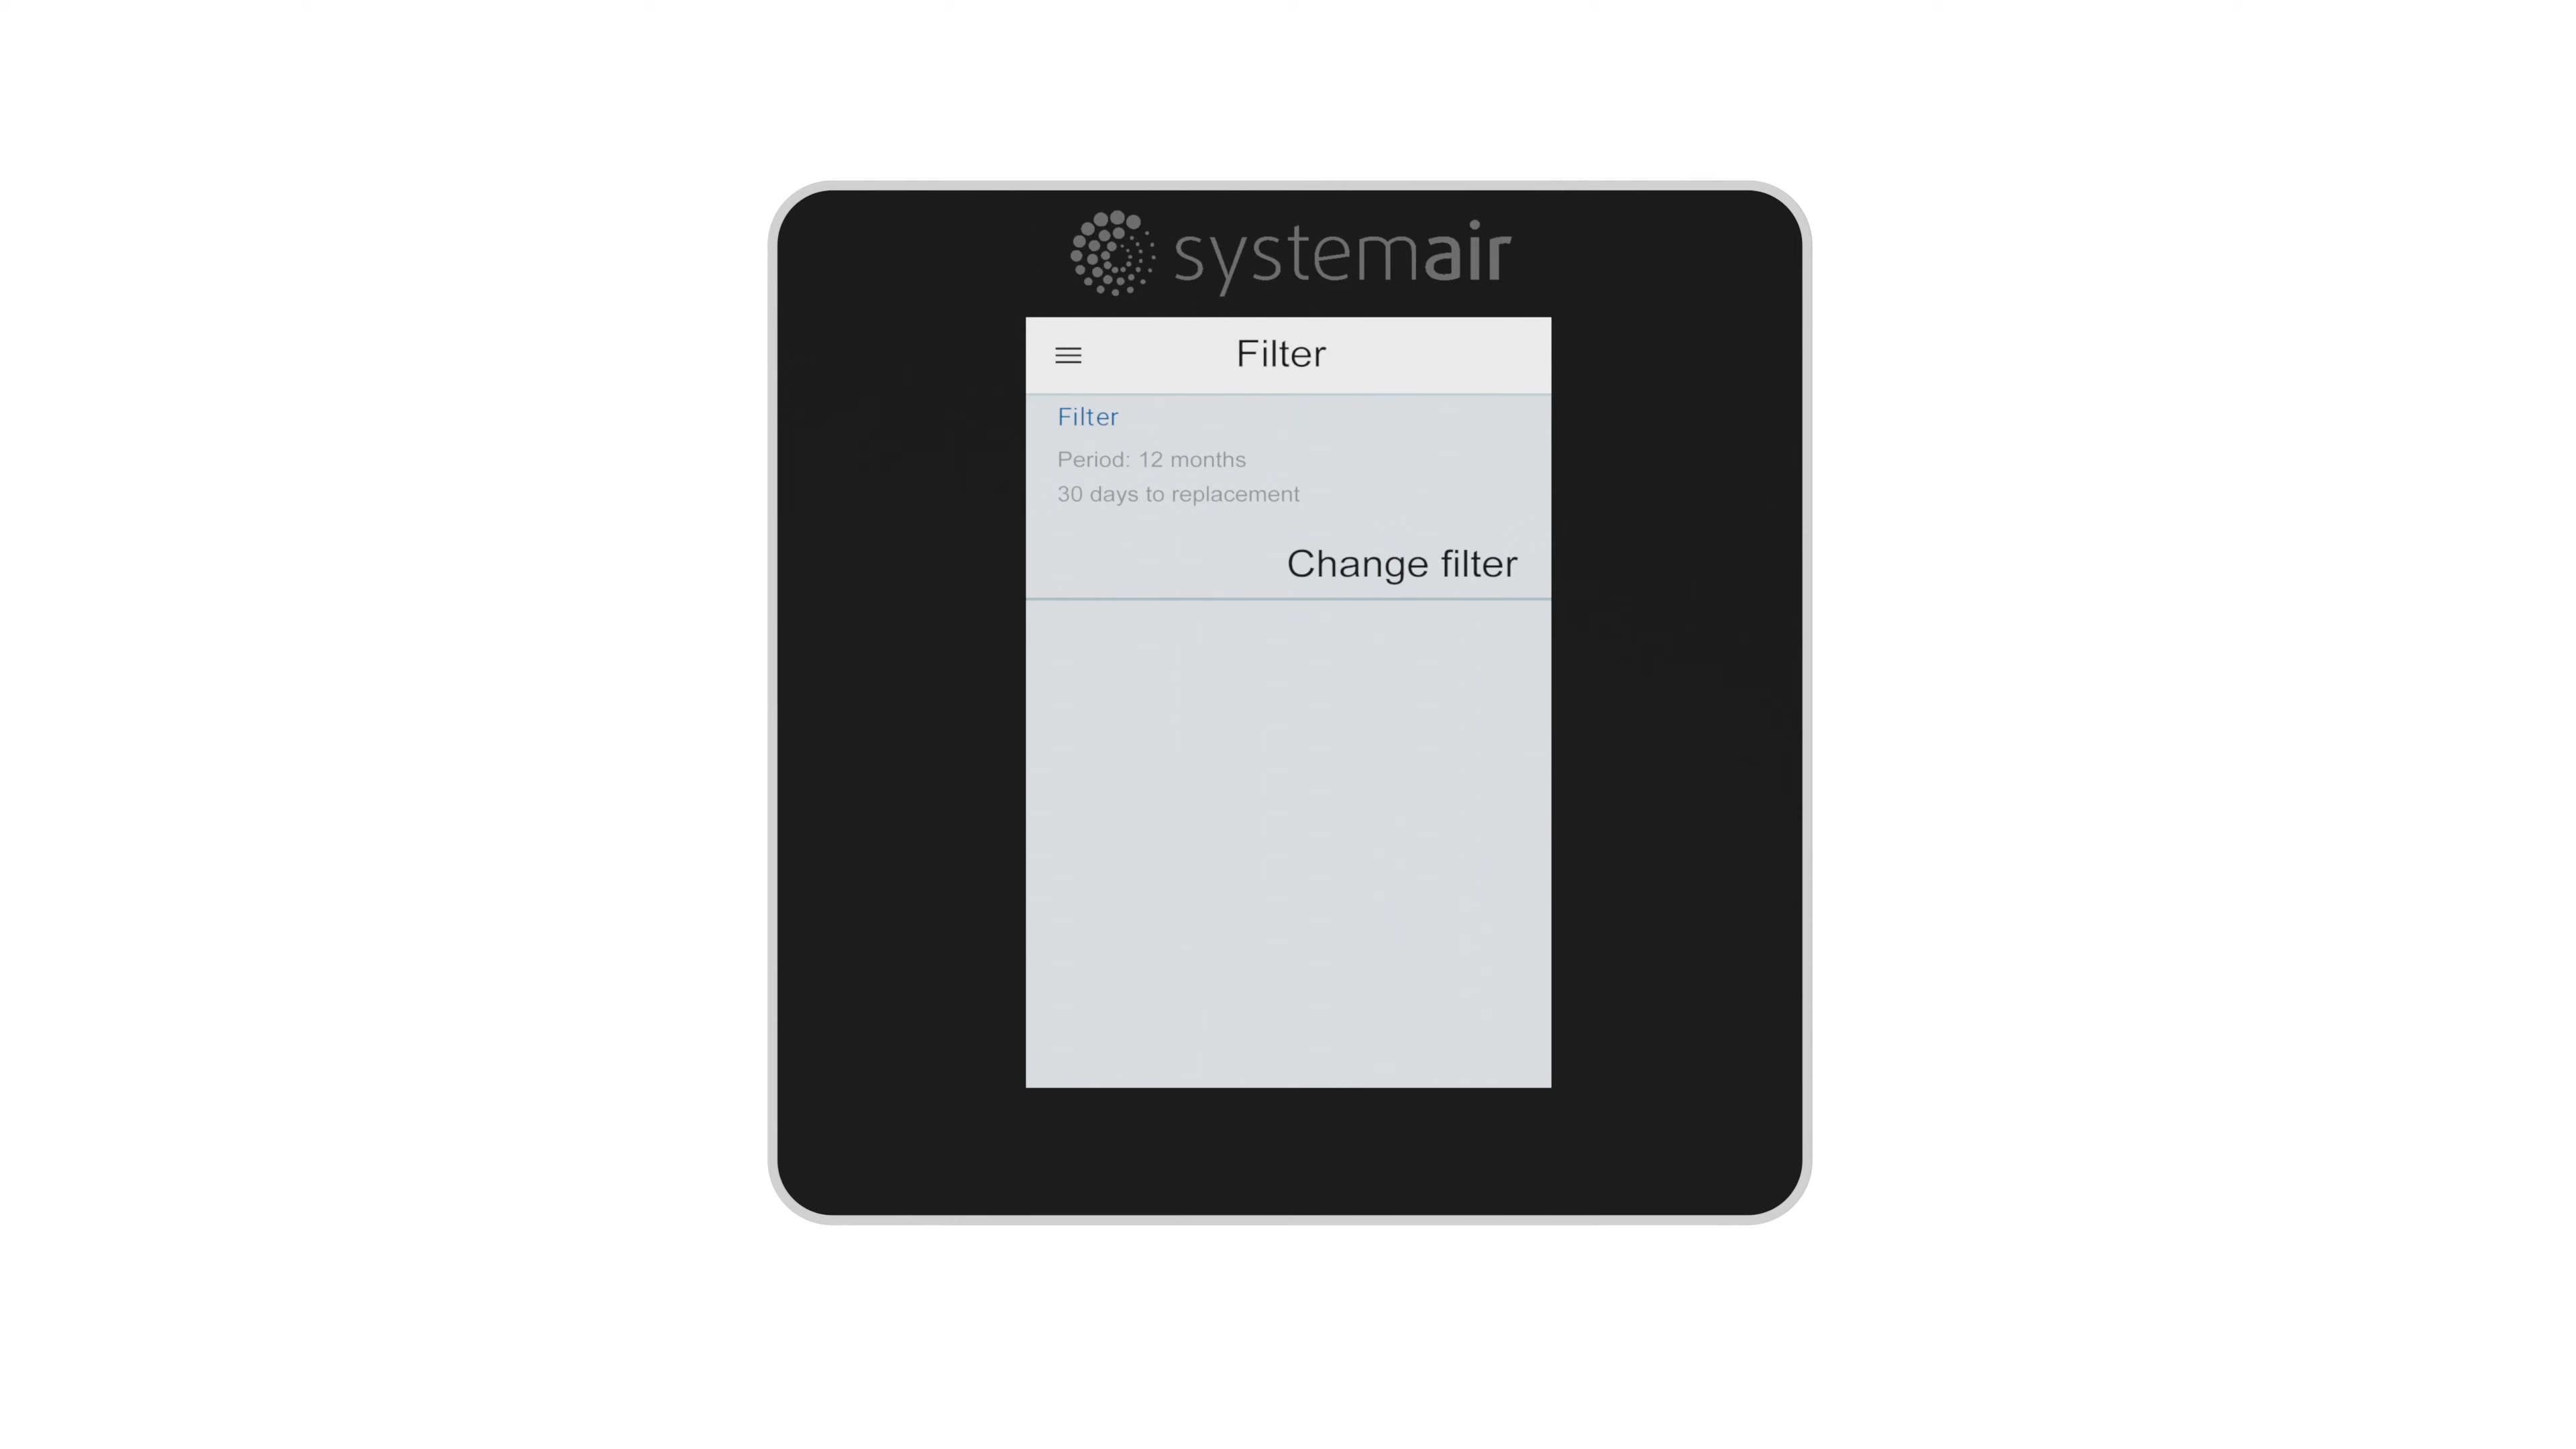 systemair
Filter
Filter
Period: 12 months
30 days to replacement
Change filter